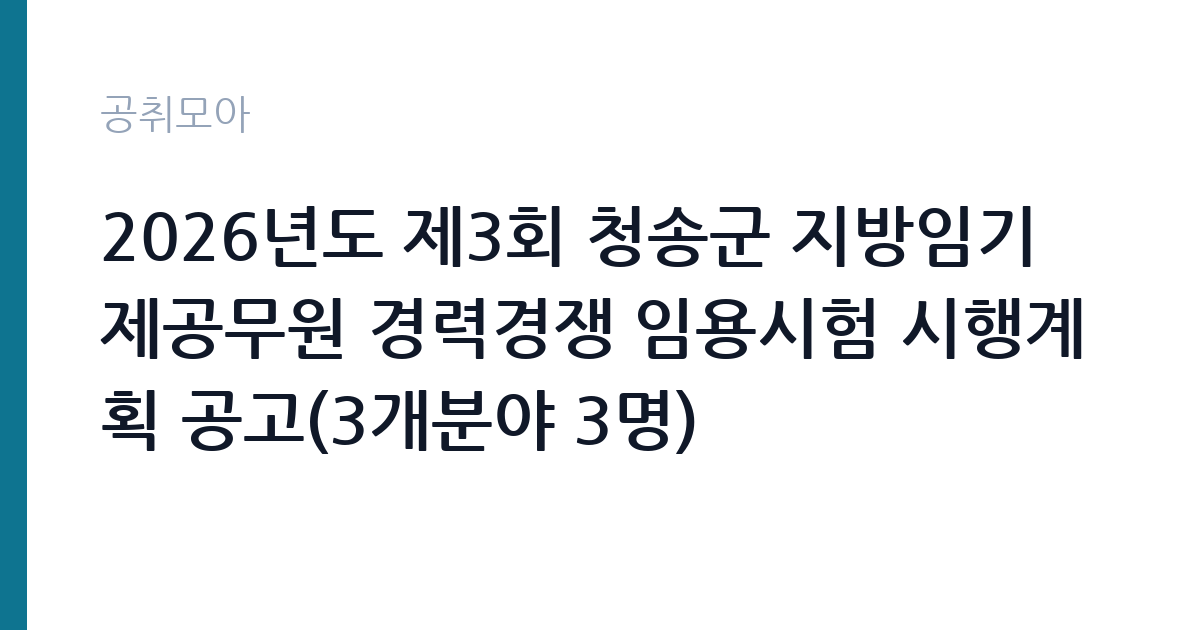 공취모아
2026년도 제3회 청송군 지방임기
제공무원 경력경쟁 임용시험 시행계
획 공고(3개분야 3명)